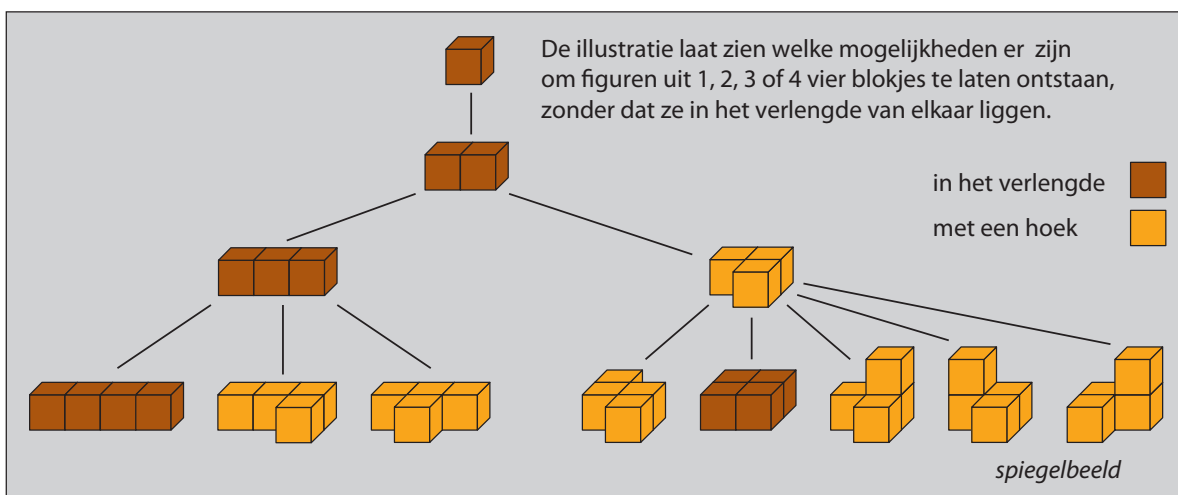 De illustratie laat zien welke mogelijkheden er zijn
om figuren uit 1, 2, 3 of 4 vier blokjes te laten ontstaan,
zonder dat ze in het verlengde van elkaar liggen.
in het verlengde
met een hoek
spiegelbeeld